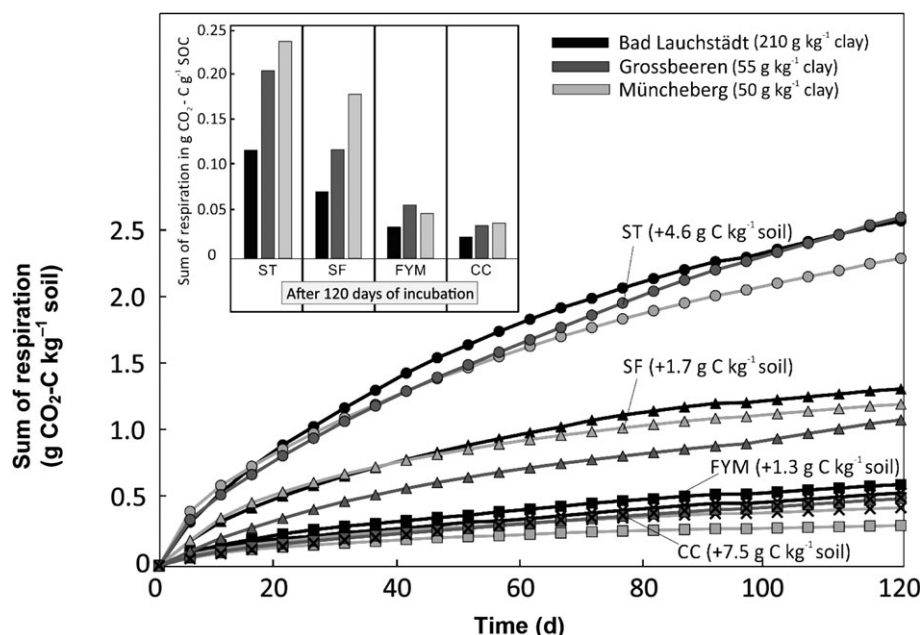 Sum of respiration in g CO₂ - C g⁻¹ SOC
0.25
0.20
0.15
0.10
0.05
0
ST SF FYM CC
After 120 days of incubation
Bad Lauchstädt (210 g kg⁻¹ clay)
Grossbeeren (55 g kg⁻¹ clay)
Müncheberg (50 g kg⁻¹ clay)
Sum of respiration
(g CO₂-C kg⁻¹ soil)
2.5
2.0
1.5
1.0
0.5
0
ST (+4.6 g C kg⁻¹ soil)
SF (+1.7 g C kg⁻¹ soil)
FYM (+1.3 g C kg⁻¹ soil)
CC (+7.5 g C kg⁻¹ soil)
0 20 40 60 80 100 120
Time (d)